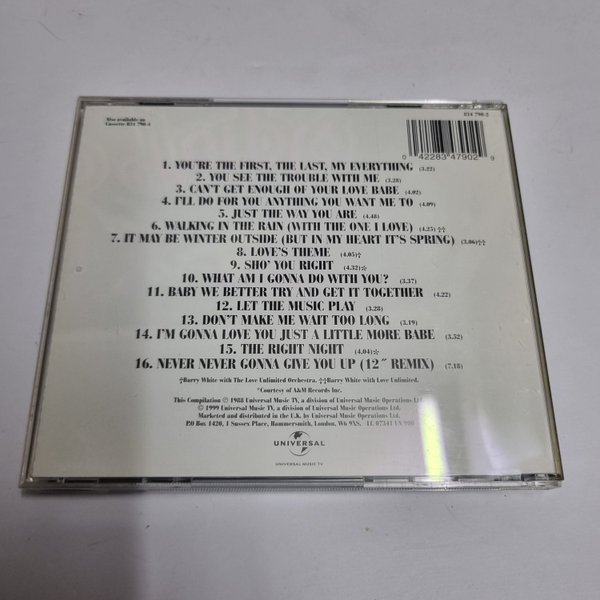 Also available on
Cassette 834 790-4
834 790-2
0 42283 47902 9
1. YOU'RE THE FIRST, THE LAST, MY EVERYTHING (3.22)
2. YOU SEE THE TROUBLE WITH ME (3.28)
3. CAN'T GET ENOUGH OF YOUR LOVE BABE (4.02)
4. I'LL DO FOR YOU ANYTHING YOU WANT ME TO (4.09)
5. JUST THE WAY YOU ARE (4.48)
6. WALKING IN THE RAIN (WITH THE ONE I LOVE) (4.25) ††
7. IT MAY BE WINTER OUTSIDE (BUT IN MY HEART IT'S SPRING) (3.06)††
8. LOVE'S THEME (4.05)†
9. SHO' YOU RIGHT (4.32)☆
10. WHAT AM I GONNA DO WITH YOU? (3.37)
11. BABY WE BETTER TRY AND GET IT TOGETHER (4.22)
12. LET THE MUSIC PLAY (3.28)
13. DON'T MAKE ME WAIT TOO LONG (3.19)
14. I'M GONNA LOVE YOU JUST A LITTLE MORE BABE (3.52)
15. THE RIGHT NIGHT (4.04)☆
16. NEVER NEVER GONNA GIVE YOU UP (12" REMIX) (7.18)
†Barry White with The Love Unlimited Orchestra. ††Barry White with Love Unlimited.
*Courtesy of A&M Records Inc.
This Compilation ℗ 1988 Universal Music TV, a division of Universal Music Operations Ltd.
© 1999 Universal Music TV, a division of Universal Music Operations Ltd.
Marketed and distributed in the U.K. by Universal Music Operations Ltd.
P.O Box 1420, 1 Sussex Place, Hammersmith, London, W6 9XS. LC 07341
UNIVERSAL
UNIVERSAL MUSIC TV